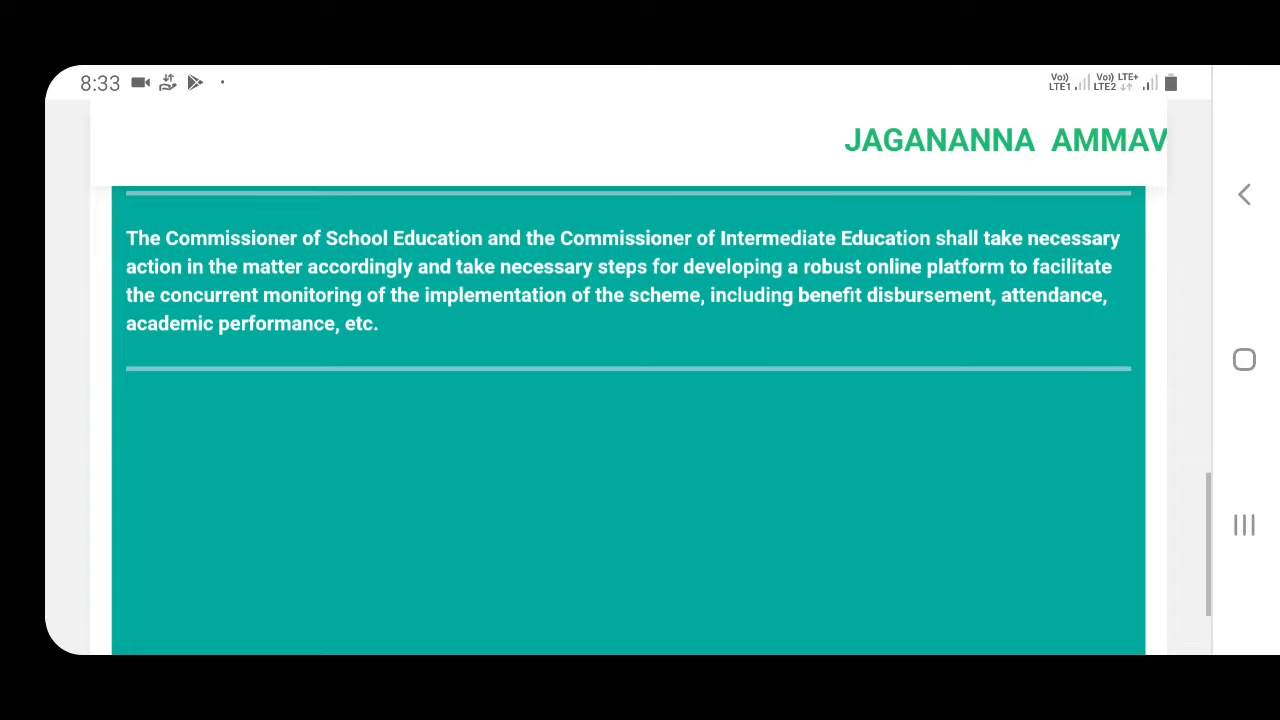 8:33
Vo)) Vo)) LTE+
LTE1 LTE2
JAGANANNA AMMAV
The Commissioner of School Education and the Commissioner of Intermediate Education shall take necessary
action in the matter accordingly and take necessary steps for developing a robust online platform to facilitate
the concurrent monitoring of the implementation of the scheme, including benefit disbursement, attendance,
academic performance, etc.